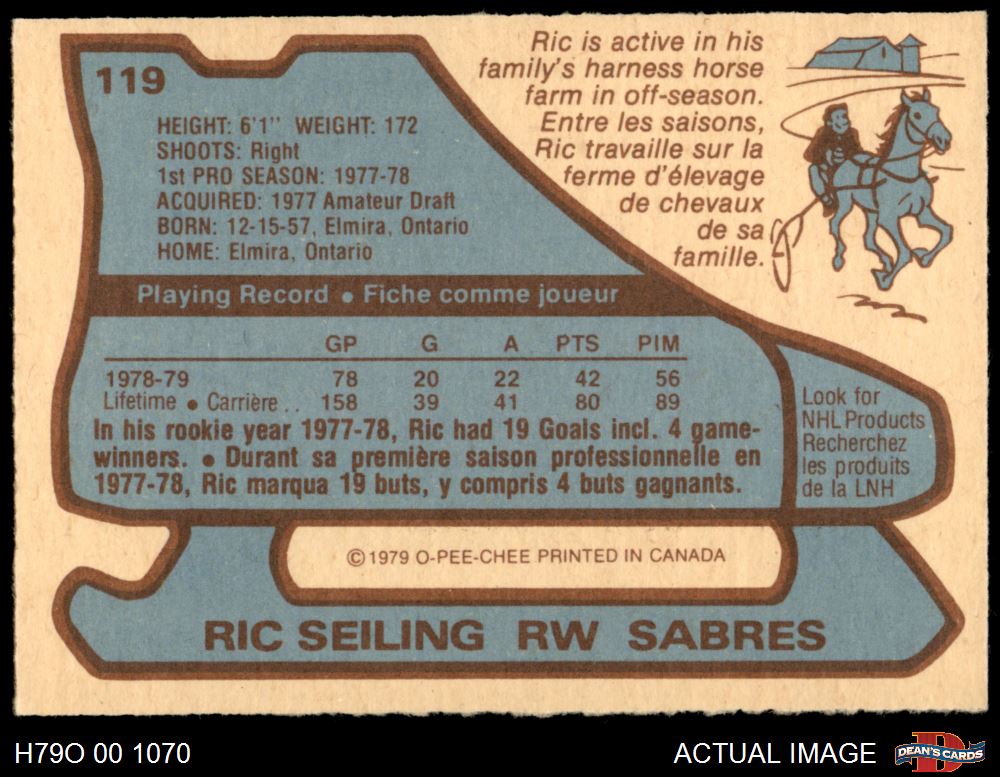 119
HEIGHT: 6'1" WEIGHT: 172
SHOOTS: Right
1st PRO SEASON: 1977-78
ACQUIRED: 1977 Amateur Draft
BORN: 12-15-57, Elmira, Ontario
HOME: Elmira, Ontario
Ric is active in his
family's harness horse
farm in off-season.
Entre les saisons,
Ric travaille sur la
ferme d'élevage
de chevaux
de sa
famille.
Playing Record • Fiche comme joueur
GP G A PTS PIM
1978-79 78 20 22 42 56
Lifetime • Carrière . . 158 39 41 80 89
In his rookie year 1977-78, Ric had 19 Goals incl. 4 game-
winners. • Durant sa première saison professionnelle en
1977-78, Ric marqua 19 buts, y compris 4 buts gagnants.
Look for
NHL Products
Recherchez
les produits
de la LNH
©1979 O-PEE-CHEE PRINTED IN CANADA
RIC SEILING RW SABRES
H79O 00 1070
ACTUAL IMAGE
DEAN'S CARDS